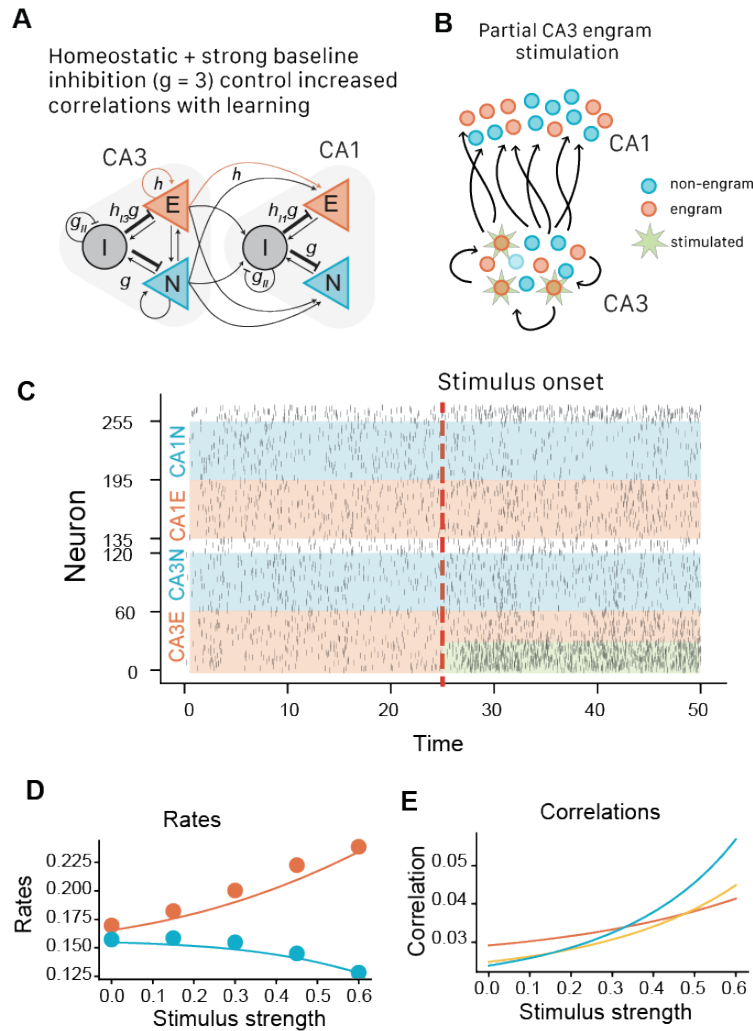 A
Homeostatic + strong baseline
inhibition (g = 3) control increased
correlations with learning
CA3
CA1
h
h
E
E
g_II
I
h_I3 g
h_I1 g
I
g
g
g_II
N
N
B
Partial CA3 engram
stimulation
CA1
non-engram
engram
stimulated
CA3
C
Stimulus onset
Neuron
255
195
135
120
60
0
CA1N
CA1E
CA3N
CA3E
0 10 20 30 40 50
Time
D
Rates
Rates
0.225
0.200
0.175
0.150
0.125
0.0 0.1 0.2 0.3 0.4 0.5 0.6
Stimulus strength
E
Correlations
Correlation
0.05
0.04
0.03
0.0 0.1 0.2 0.3 0.4 0.5 0.6
Stimulus strength